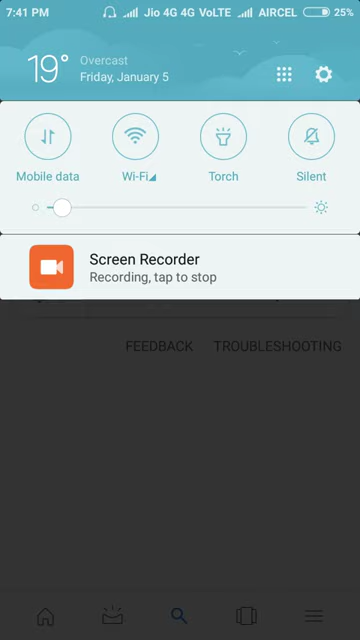 7:41 PM Jio 4G 4G VoLTE AIRCEL 25%
19° Overcast
Friday, January 5
Mobile data Wi-Fi Torch Silent
Screen Recorder
Recording, tap to stop
FEEDBACK TROUBLESHOOTING